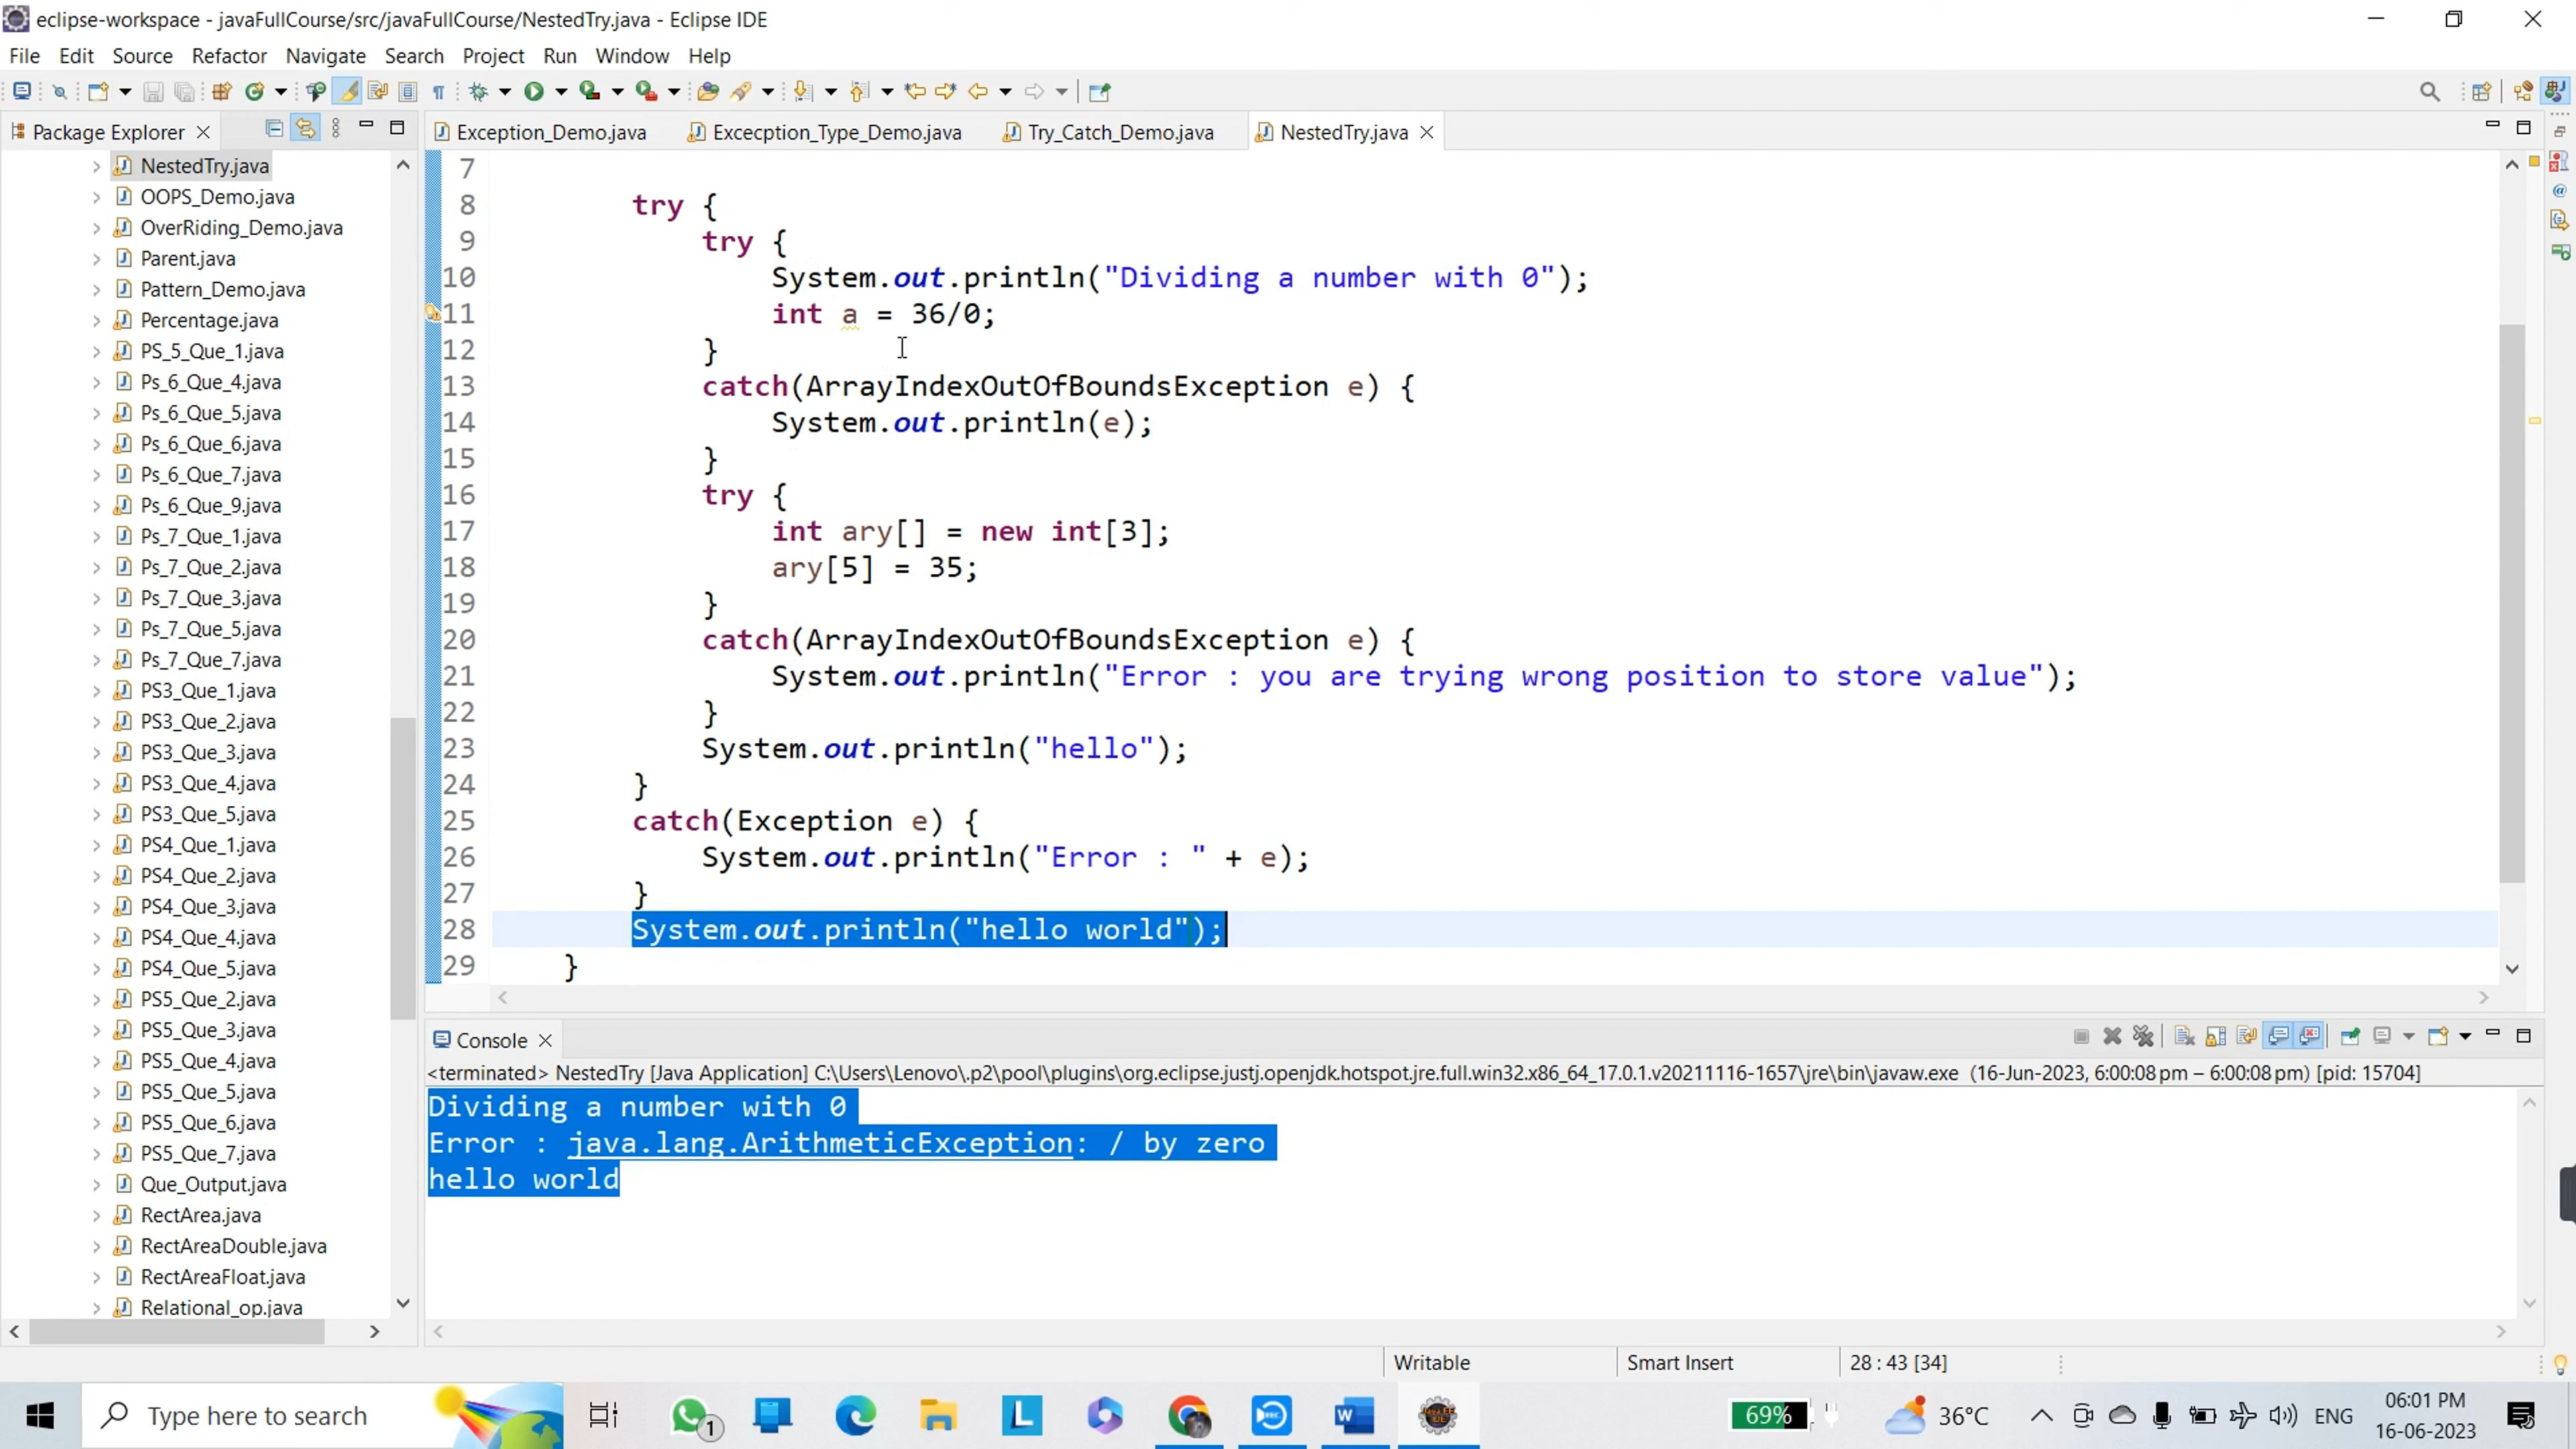 eclipse-workspace - javaFullCourse/src/javaFullCourse/NestedTry.java - Eclipse IDE
File Edit Source Refactor Navigate Search Project Run Window Help
Package Explorer
NestedTry.java
OOPS_Demo.java
OverRiding_Demo.java
Parent.java
Pattern_Demo.java
Percentage.java
PS_5_Que_1.java
Ps_6_Que_4.java
Ps_6_Que_5.java
Ps_6_Que_6.java
Ps_6_Que_7.java
Ps_6_Que_9.java
Ps_7_Que_1.java
Ps_7_Que_2.java
Ps_7_Que_3.java
Ps_7_Que_5.java
Ps_7_Que_7.java
PS3_Que_1.java
PS3_Que_2.java
PS3_Que_3.java
PS3_Que_4.java
PS3_Que_5.java
PS4_Que_1.java
PS4_Que_2.java
PS4_Que_3.java
PS4_Que_4.java
PS4_Que_5.java
PS5_Que_2.java
PS5_Que_3.java
PS5_Que_4.java
PS5_Que_5.java
PS5_Que_6.java
PS5_Que_7.java
Que_Output.java
RectArea.java
RectAreaDouble.java
RectAreaFloat.java
Relational_op.java
Exception_Demo.java Excecption_Type_Demo.java Try_Catch_Demo.java NestedTry.java
7
8 try {
9 try {
10 System.out.println("Dividing a number with 0");
11 int a = 36/0;
12 }
13 catch(ArrayIndexOutOfBoundsException e) {
14 System.out.println(e);
15 }
16 try {
17 int ary[] = new int[3];
18 ary[5] = 35;
19 }
20 catch(ArrayIndexOutOfBoundsException e) {
21 System.out.println("Error : you are trying wrong position to store value");
22 }
23 System.out.println("hello");
24 }
25 catch(Exception e) {
26 System.out.println("Error : " + e);
27 }
28 System.out.println("hello world");
29 }
Console
<terminated> NestedTry [Java Application] C:\Users\Lenovo\.p2\pool\plugins\org.eclipse.justj.openjdk.hotspot.jre.full.win32.x86_64_17.0.1.v20211116-1657\jre\bin\javaw.exe (16-Jun-2023, 6:00:08 pm – 6:00:08 pm) [pid: 15704]
Dividing a number with 0
Error : java.lang.ArithmeticException: / by zero
hello world
Writable Smart Insert 28 : 43 [34]
Type here to search
1
69% 36°C ENG
06:01 PM
16-06-2023